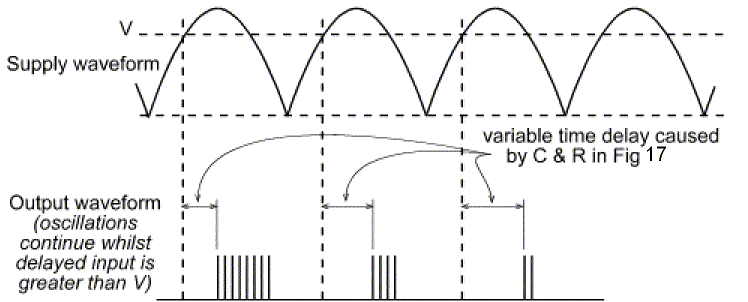 V
Supply waveform
variable time delay caused
by C & R in Fig 17
Output waveform
(oscillations
continue whilst
delayed input is
greater than V)